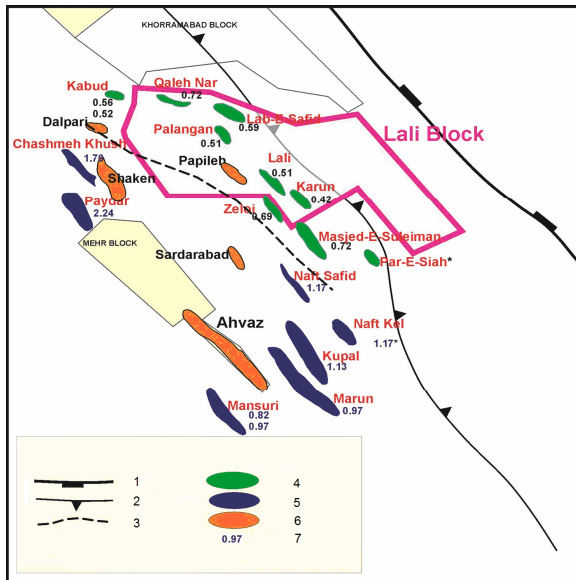 KHORRAMABAD BLOCK
Kabud
Qaleh Nar
0.72
0.56
0.52
Lab-E-Safid
0.59
Dalpari
Palangan
0.51
Lali Block
Chashmeh Khush
1.70
Papileh
Lali
0.51
Shaken
Karun
0.42
Paydar
2.24
Zeloi
0.69
Masjed-E-Suleiman
0.72
MEHR BLOCK
Sardarabad
Par-E-Siah*
Naft Safid
1.17
Ahvaz
Naft Kel
1.17*
Kupal
1.13
Mansuri
0.82
0.97
Marun
0.97
1
2
3
4
5
6
0.97
7